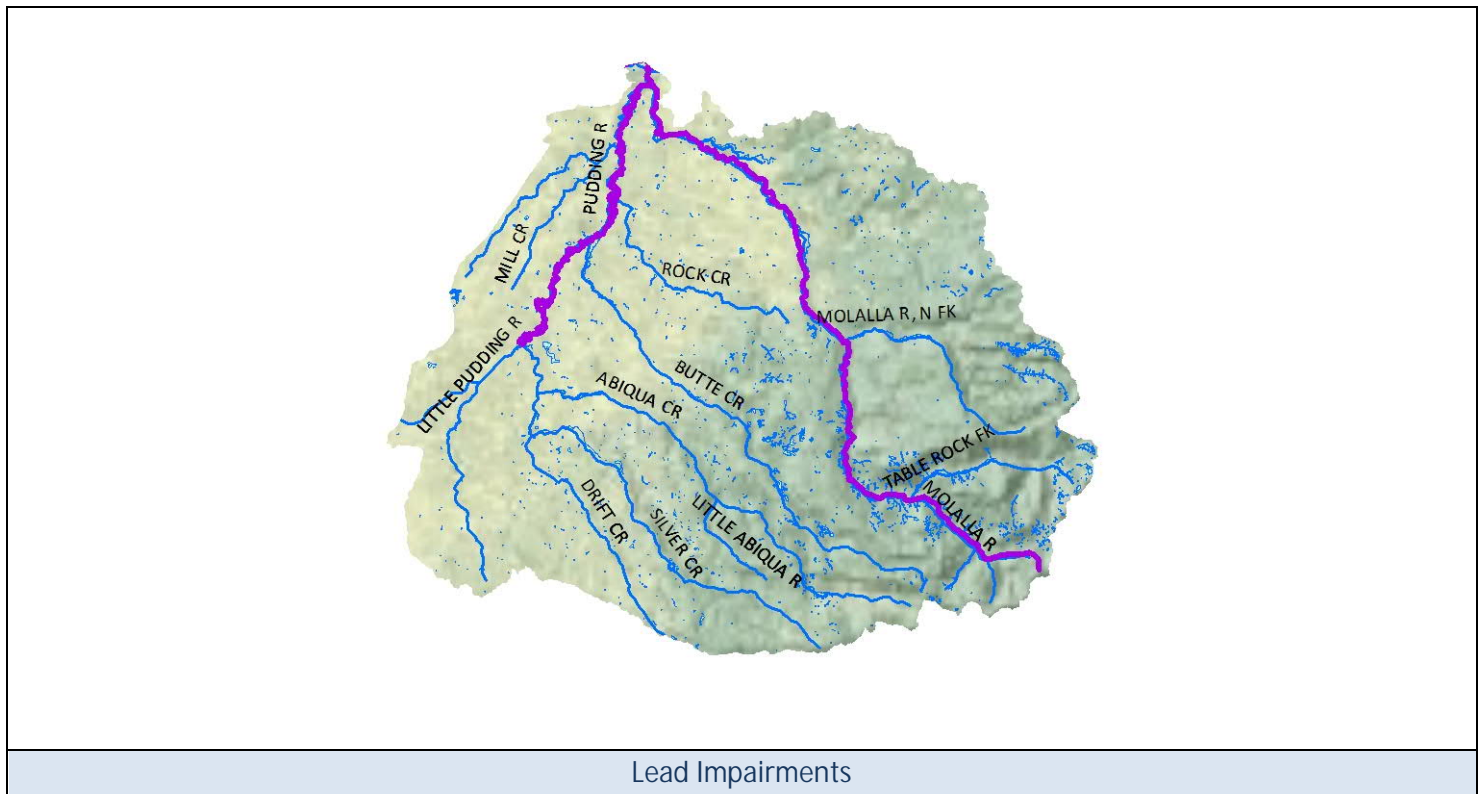 PUDDING R
MILL CR
ROCK CR
MOLALLA R, N FK
LITTLE PUDDING R
BUTTE CR
ABIQUA CR
TABLE ROCK FK
MOLALLA R
DRIFT CR
SILVER CR
LITTLE ABIQUA R
Lead Impairments